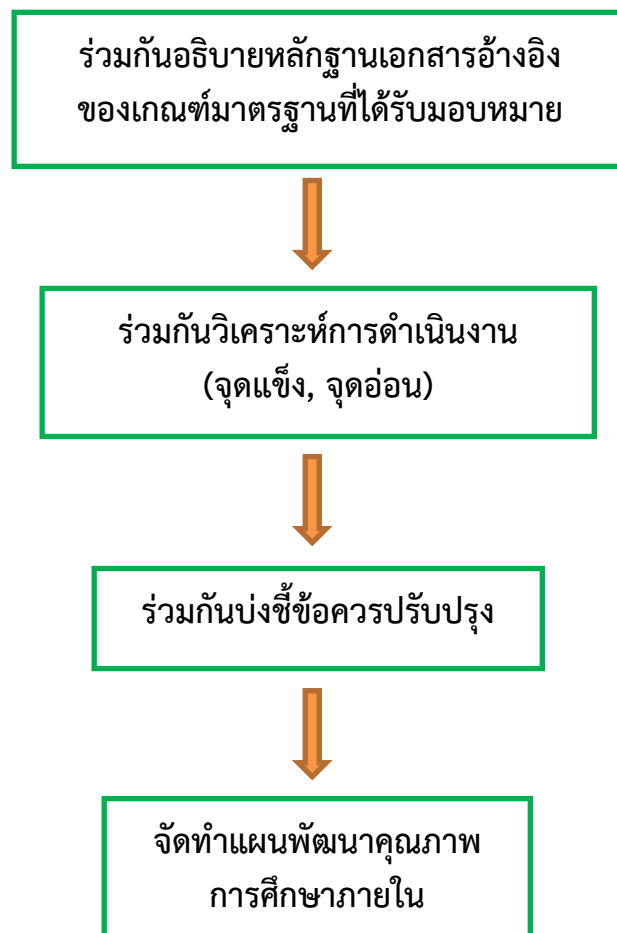 ร่วมกันอธิบายหลักฐานเอกสารอ้างอิง
ของเกณฑ์มาตรฐานที่ได้รับมอบหมาย
ร่วมกันวิเคราะห์การดำเนินงาน
(จุดแข็ง, จุดอ่อน)
ร่วมกันบ่งชี้ข้อควรปรับปรุง
จัดทำแผนพัฒนาคุณภาพ
การศึกษาภายใน